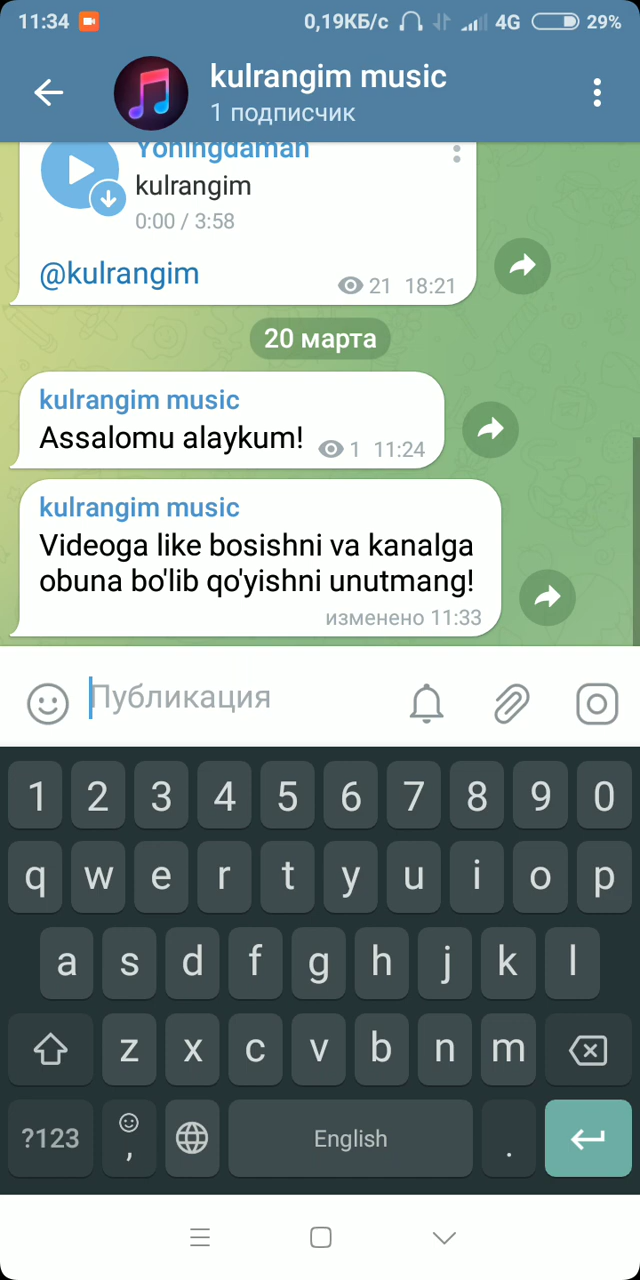 11:34 0,19КБ/с 4G 29%
kulrangim music
1 подписчик
Yoningdaman
kulrangim
0:00 / 3:58
@kulrangim
21 18:21
20 марта
kulrangim music
Assalomu alaykum! 1 11:24
kulrangim music
Videoga like bosishni va kanalga
obuna bo'lib qo'yishni unutmang!
изменено 11:33
Публикация
1 2 3 4 5 6 7 8 9 0
q w e r t y u i o p
a s d f g h j k l
z x c v b n m
?123 , English .